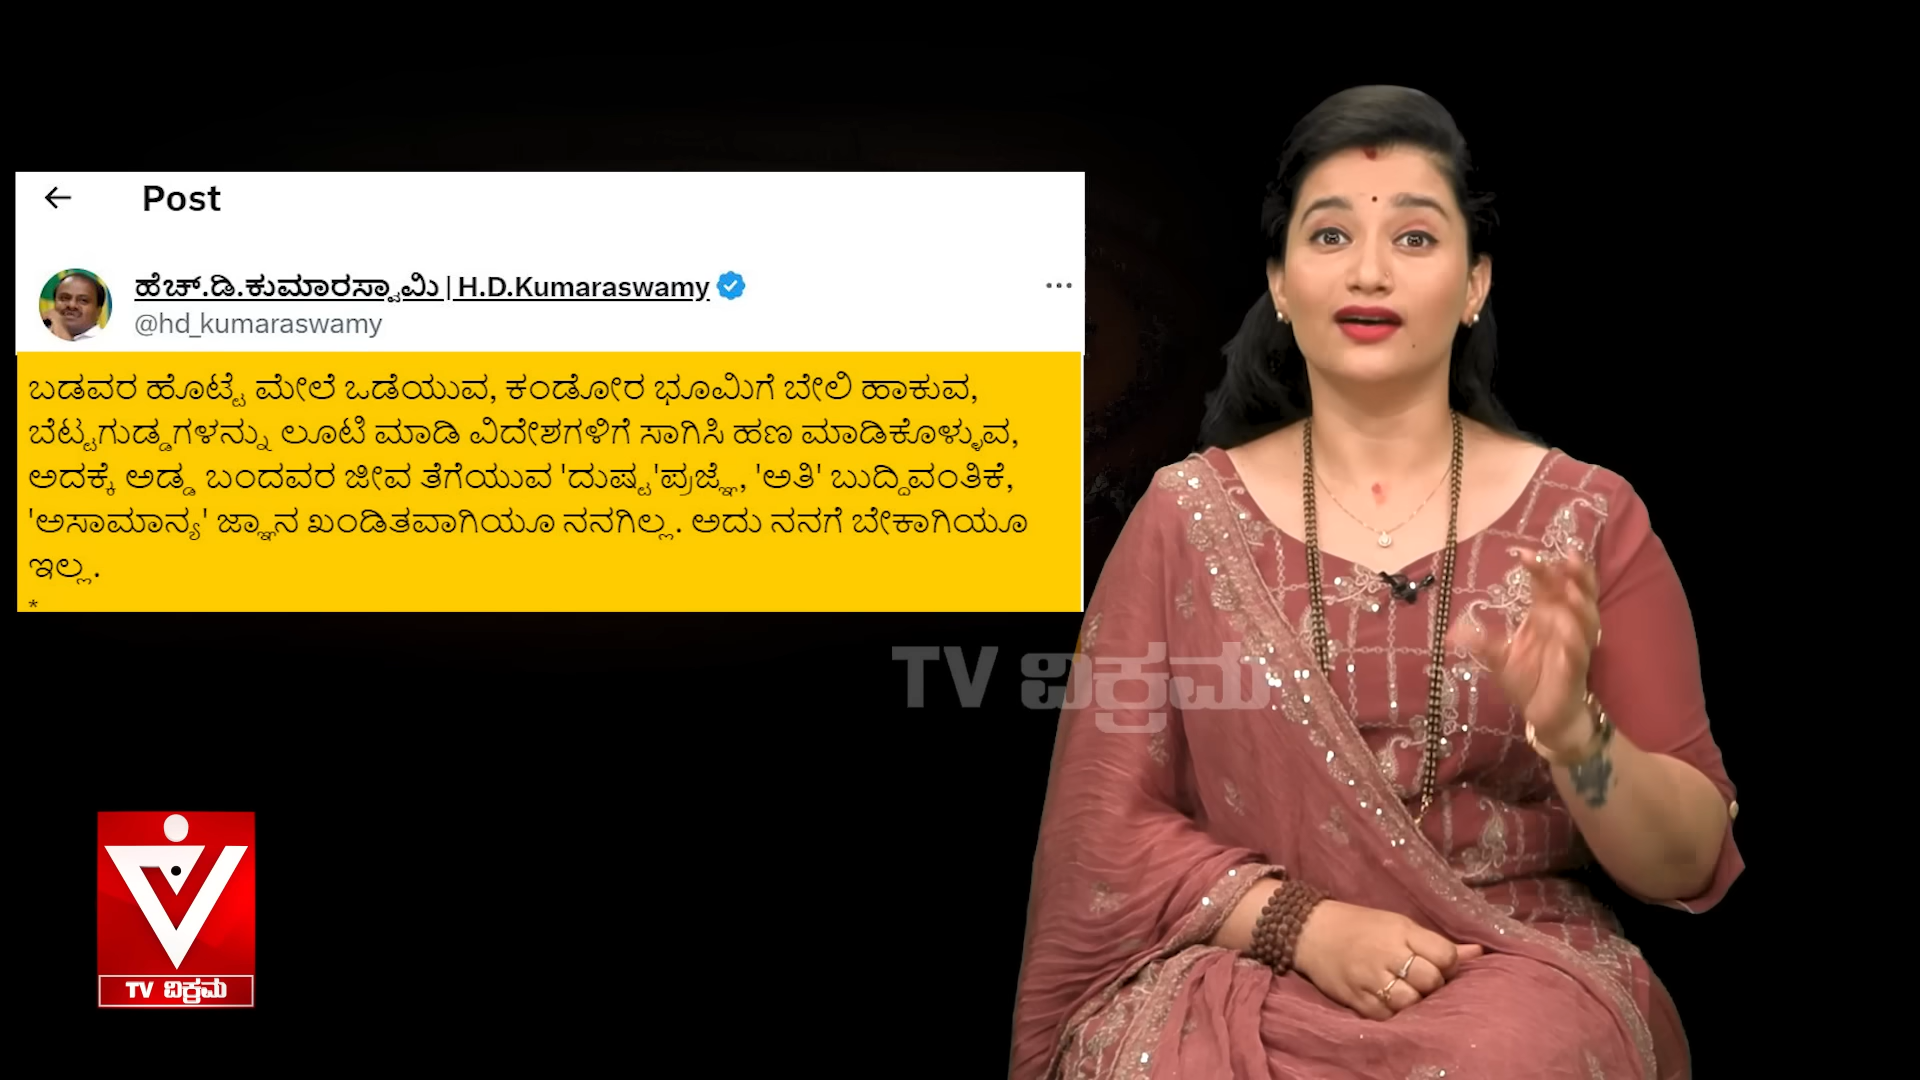 Post
ಹೆಚ್.ಡಿ.ಕುಮಾರಸ್ವಾಮಿ | H.D.Kumaraswamy
@hd_kumaraswamy
ಬಡವರ ಹೊಟ್ಟೆ ಮೇಲೆ ಒಡೆಯುವ, ಕಂಡೋರ ಭೂಮಿಗೆ ಬೇಲಿ ಹಾಕುವ,
ಬೆಟ್ಟಗುಡ್ಡಗಳನ್ನು ಲೂಟಿ ಮಾಡಿ ವಿದೇಶಗಳಿಗೆ ಸಾಗಿಸಿ ಹಣ ಮಾಡಿಕೊಳ್ಳುವ,
ಅದಕ್ಕೆ ಅಡ್ಡ ಬಂದವರ ಜೀವ ತೆಗೆಯುವ 'ದುಷ್ಟ'ಪ್ರಜ್ಞೆ, 'ಅತಿ' ಬುದ್ದಿವಂತಿಕೆ,
'ಅಸಾಮಾನ್ಯ' ಜ್ಞಾನ ಖಂಡಿತವಾಗಿಯೂ ನನಗಿಲ್ಲ. ಅದು ನನಗೆ ಬೇಕಾಗಿಯೂ
ಇಲ್ಲ.
*
TV ವಿಕ್ರಮ
TV ವಿಕ್ರಮ